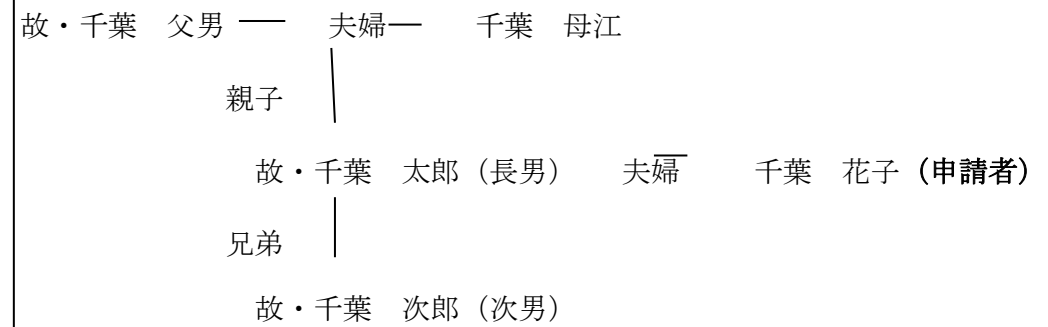 故・千葉　父男 ── 夫婦― 千葉　母江
親子
故・千葉　太郎（長男）　夫婦　千葉　花子（申請者）
兄弟
故・千葉　次郎（次男）